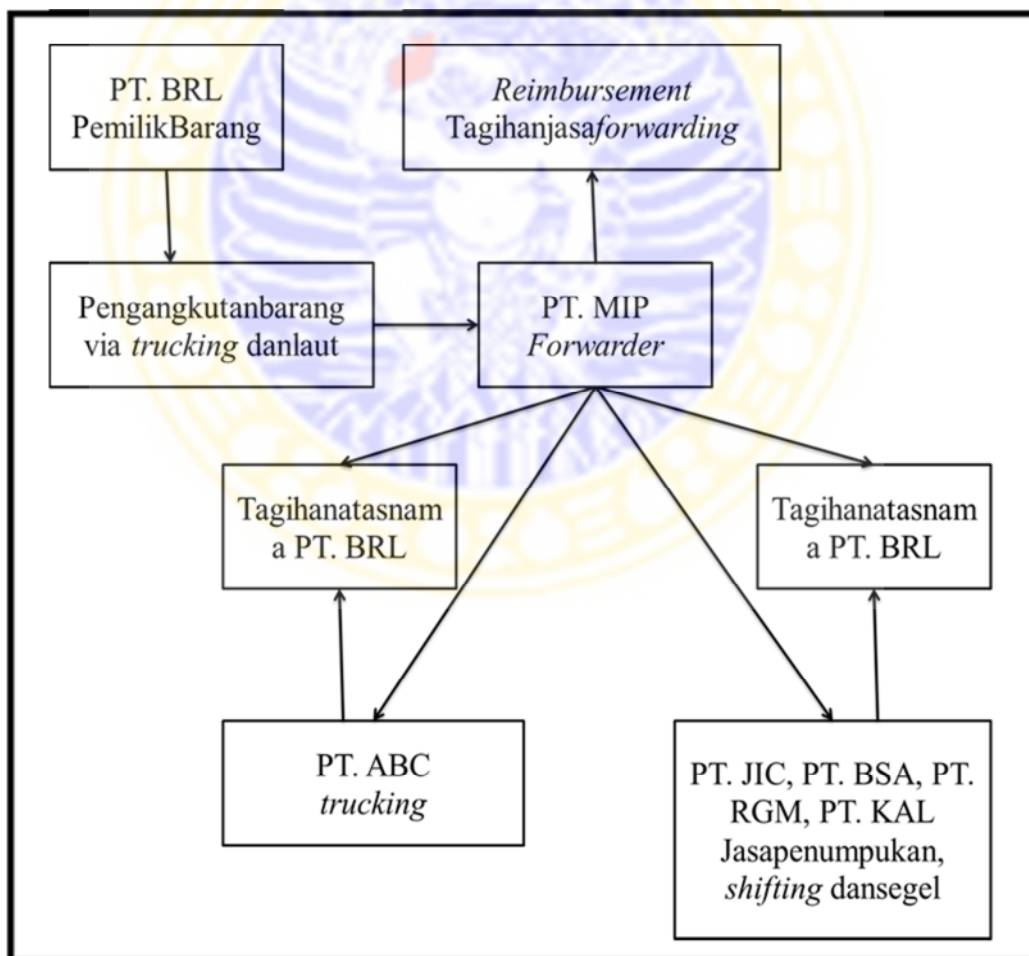 PT. BRL
PemilikBarang
Reimbursement
Tagihanjasaforwarding
Pengangkutanbarang
via trucking danlaut
PT. MIP
Forwarder
Tagihanatasnam
a PT. BRL
Tagihanatasnam
a PT. BRL
PT. ABC
trucking
PT. JIC, PT. BSA, PT.
RGM, PT. KAL
Jasapenumpukan,
shifting dansegel